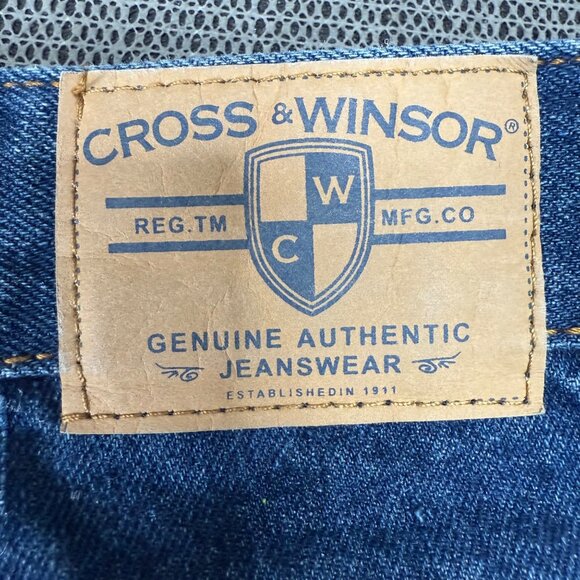 CROSS & WINSOR®
W
REG.TM MFG.CO
C
GENUINE AUTHENTIC
JEANSWEAR
ESTABLISHEDIN 1911